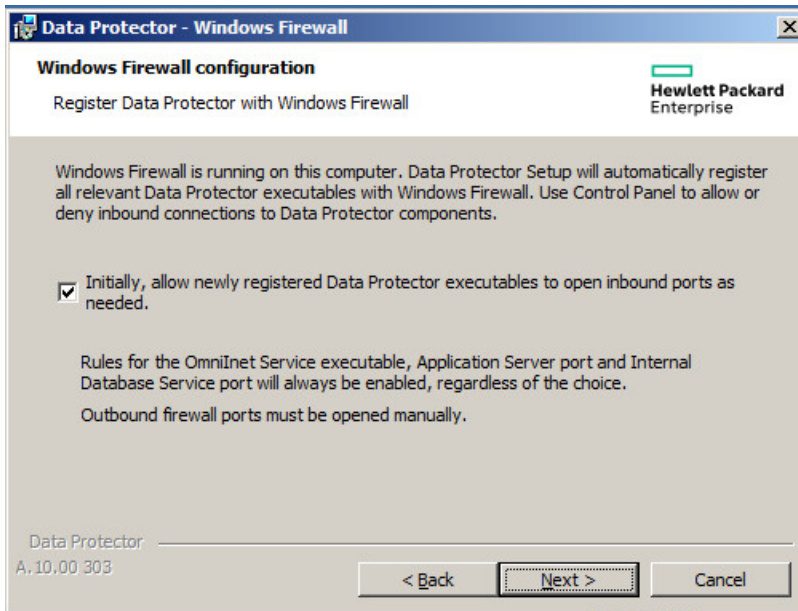 Data Protector - Windows Firewall
Windows Firewall configuration
Register Data Protector with Windows Firewall
Hewlett Packard
Enterprise
Windows Firewall is running on this computer. Data Protector Setup will automatically register
all relevant Data Protector executables with Windows Firewall. Use Control Panel to allow or
deny inbound connections to Data Protector components.
Initially, allow newly registered Data Protector executables to open inbound ports as
needed.
Rules for the OmniInet Service executable, Application Server port and Internal
Database Service port will always be enabled, regardless of the choice.
Outbound firewall ports must be opened manually.
Data Protector
A.10.00 303
< Back
Next >
Cancel